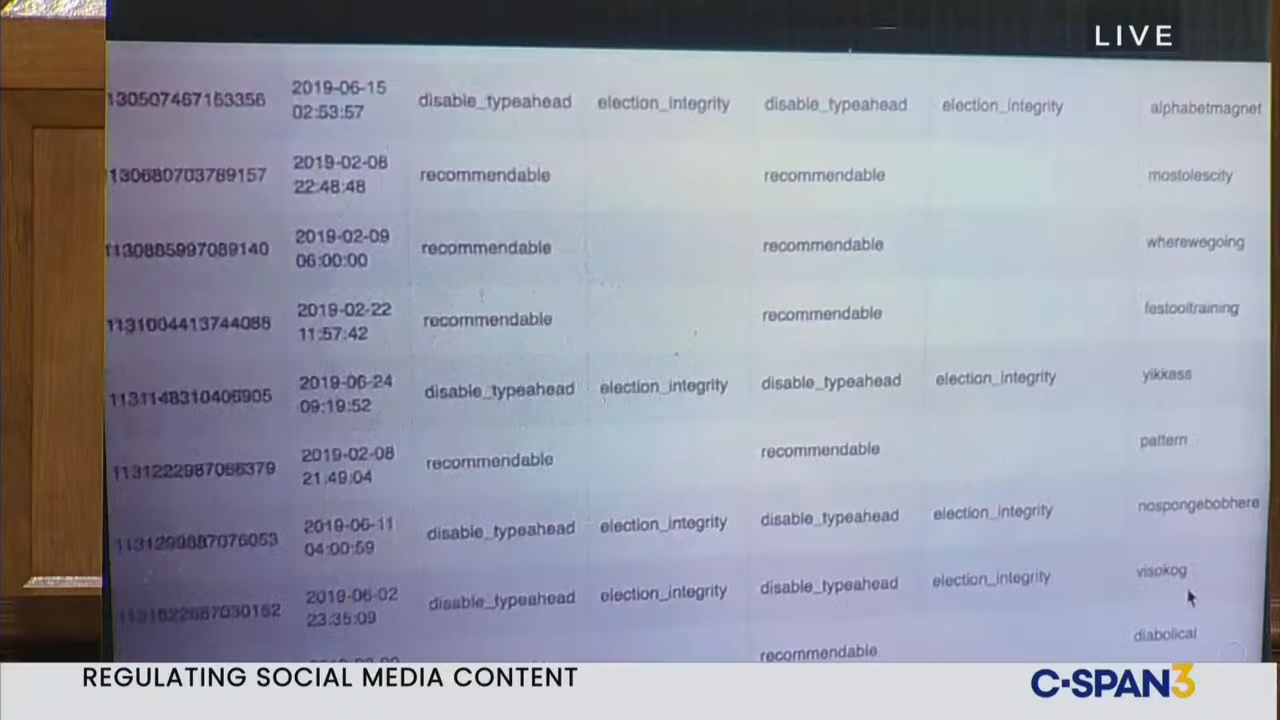 LIVE
130507467153356 2019-06-15 02:53:57 disable_typeahead election_integrity disable_typeahead election_integrity alphabetmagnet
130680703789157 2019-02-08 22:48:48 recommendable recommendable mostolescity
1130885997089140 2019-02-09 06:00:00 recommendable recommendable wherewegoing
1131004413744088 2019-02-22 11:57:42 recommendable recommendable festooltraining
1131148310406905 2019-06-24 09:19:52 disable_typeahead election_integrity disable_typeahead election_integrity yikkass
1131222987066379 2019-02-08 21:49:04 recommendable recommendable pattern
2019-06-11 04:00:59 disable_typeahead election_integrity disable_typeahead election_integrity nospongebobhere
2019-06-02 23:35:09 disable_typeahead election_integrity disable_typeahead election_integrity visokog
recommendable diabolical
REGULATING SOCIAL MEDIA CONTENT
C-SPAN3